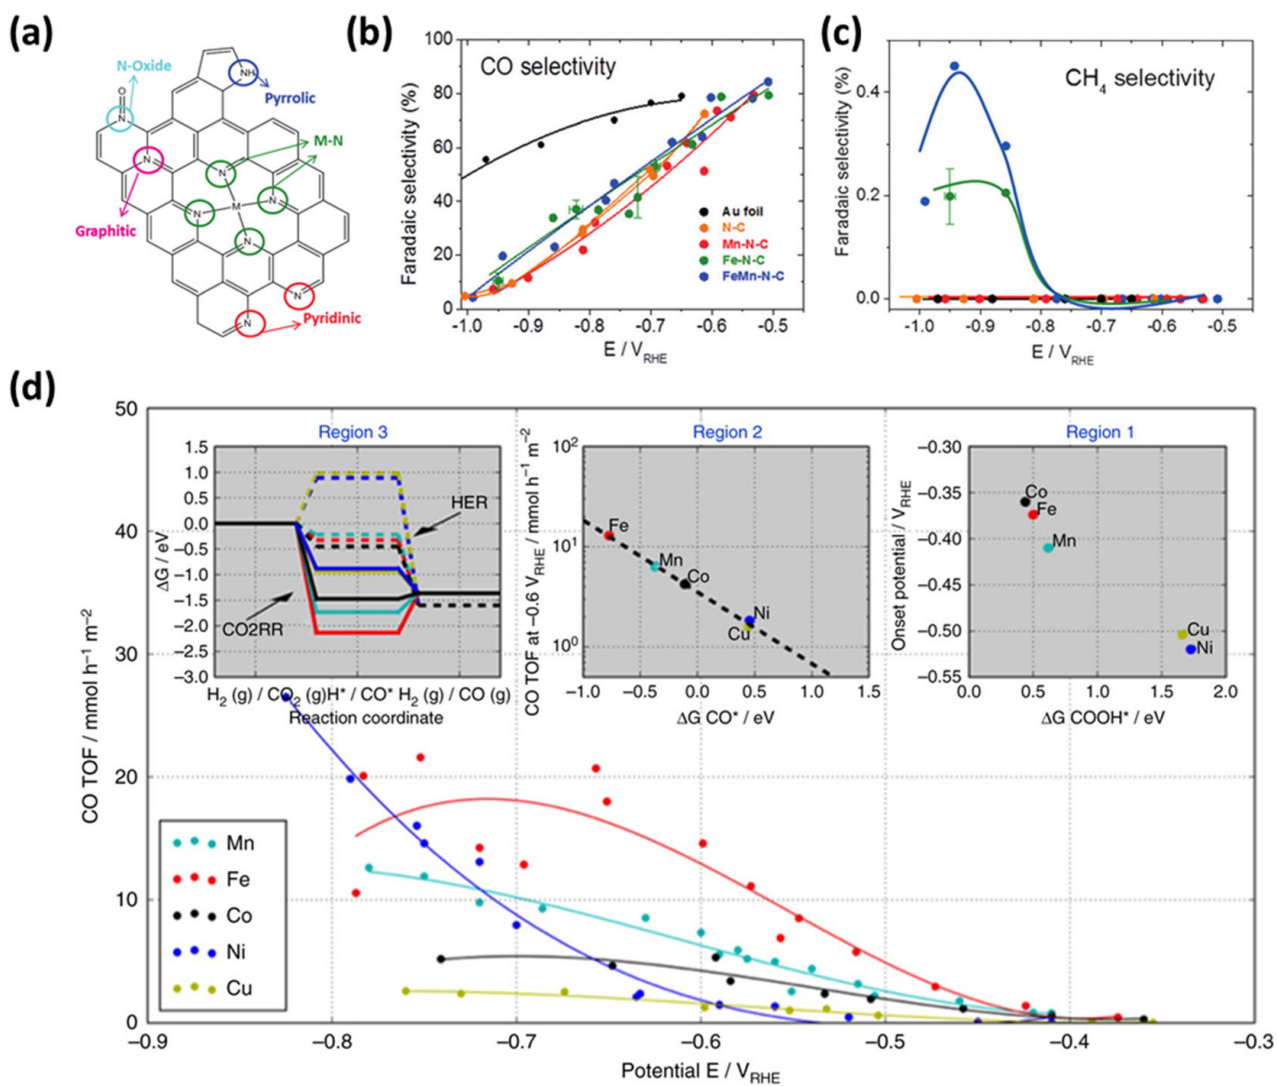 (a)
N-Oxide
O
N
NH
Pyrrolic
N
M-N
N
N
M
N
Graphitic
N
N
Pyridinic
N
(b)
100
80
60
40
20
0
Faradaic selectivity (%)
CO selectivity
Au foil
N-C
Mn-N-C
Fe-N-C
FeMn-N-C
-1.0 -0.9 -0.8 -0.7 -0.6 -0.5
E / VRHE
(c)
0.4
0.2
0.0
Faradaic selectivity (%)
CH4 selectivity
-1.0 -0.9 -0.8 -0.7 -0.6 -0.5
E / VRHE
(d)
50
40
30
20
10
0
CO TOF / mmol h−1 m−2
Region 3
1.5
1.0
0.5
0.0
−0.5
−1.0
−1.5
−2.0
−2.5
−3.0
ΔG / eV
HER
CO2RR
H2 (g) / CO2 (g)H* / CO* H2 (g) / CO (g)
Reaction coordinate
Region 2
10²
10¹
10⁰
CO TOF at −0.6 VRHE / mmol h−1 m−2
Fe
Mn
Co
Ni
Cu
−1.0 −0.5 0.0 0.5 1.0 1.5
ΔG CO* / eV
Region 1
−0.30
−0.35
−0.40
−0.45
−0.50
−0.55
Onset potential / VRHE
Co
Fe
Mn
Cu
Ni
0.0 0.5 1.0 1.5 2.0
ΔG COOH* / eV
Mn
Fe
Co
Ni
Cu
−0.9 −0.8 −0.7 −0.6 −0.5 −0.4 −0.3
Potential E / VRHE